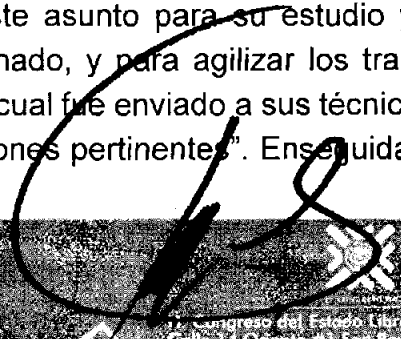 ste asunto para su estudio y
nado, y para agilizar los tra
cual fue enviado a sus técnic
ones pertinentes". Enseguida
Congreso del Estado Libr